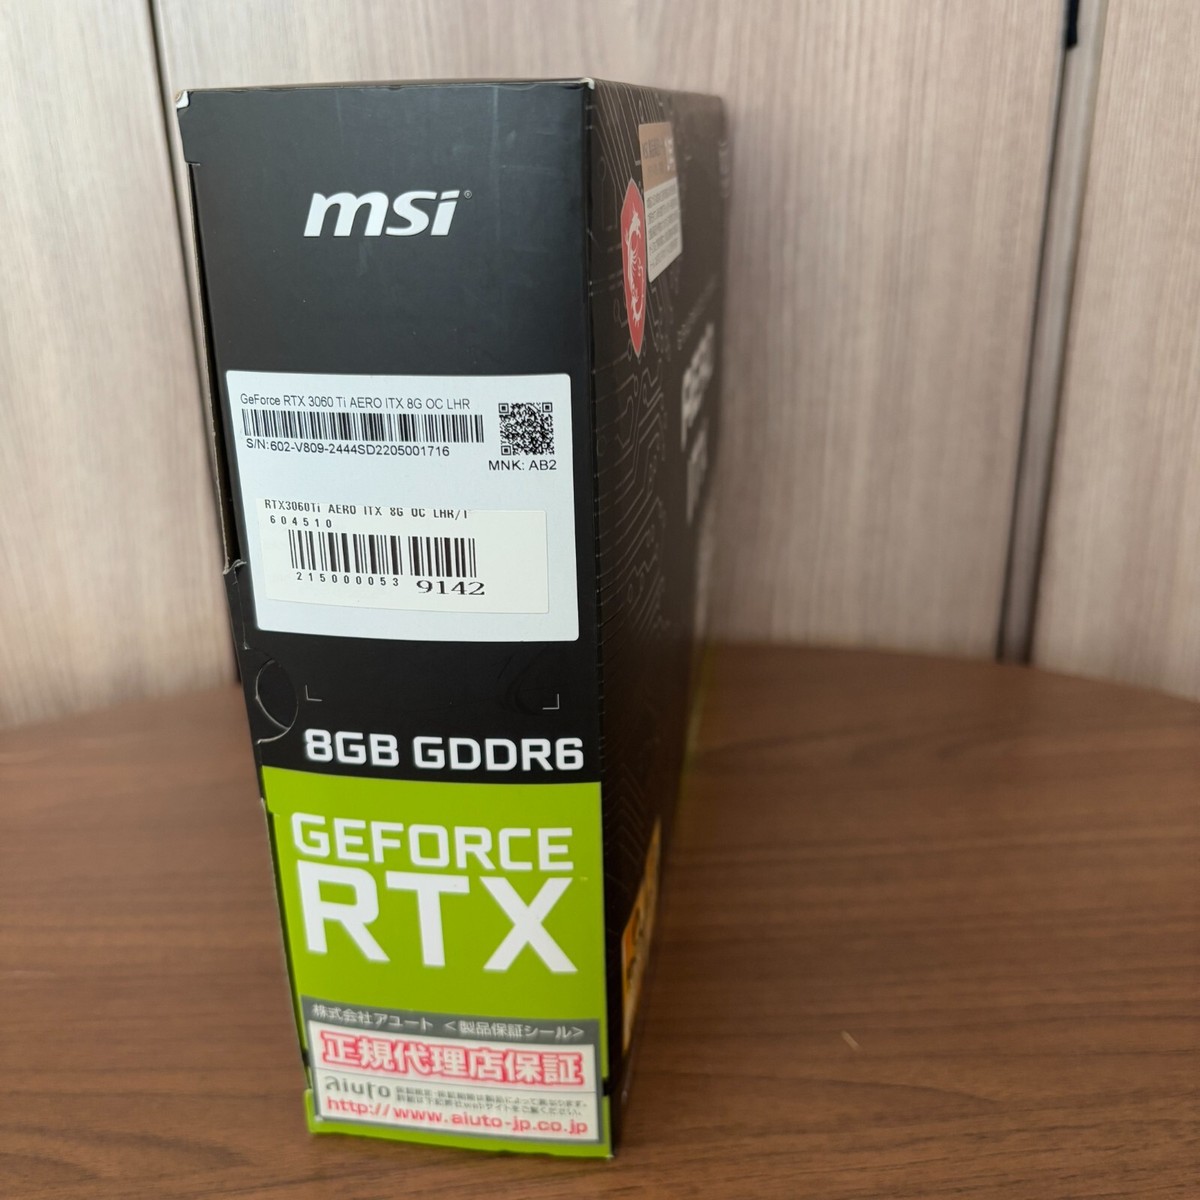 msi
GeForce RTX 3060 Ti AERO ITX 8G OC LHR
S/N:602-V809-2444SD2205001716
MNK: AB2
RTX3060Ti AERO ITX 8G OC LHR/T
604510
215000053 9142
8GB GDDR6
GEFORCE
RTX
株式会社アユート <製品保証シール>
正規代理店保証
aiuto
http://www.aiuto-jp.co.jp